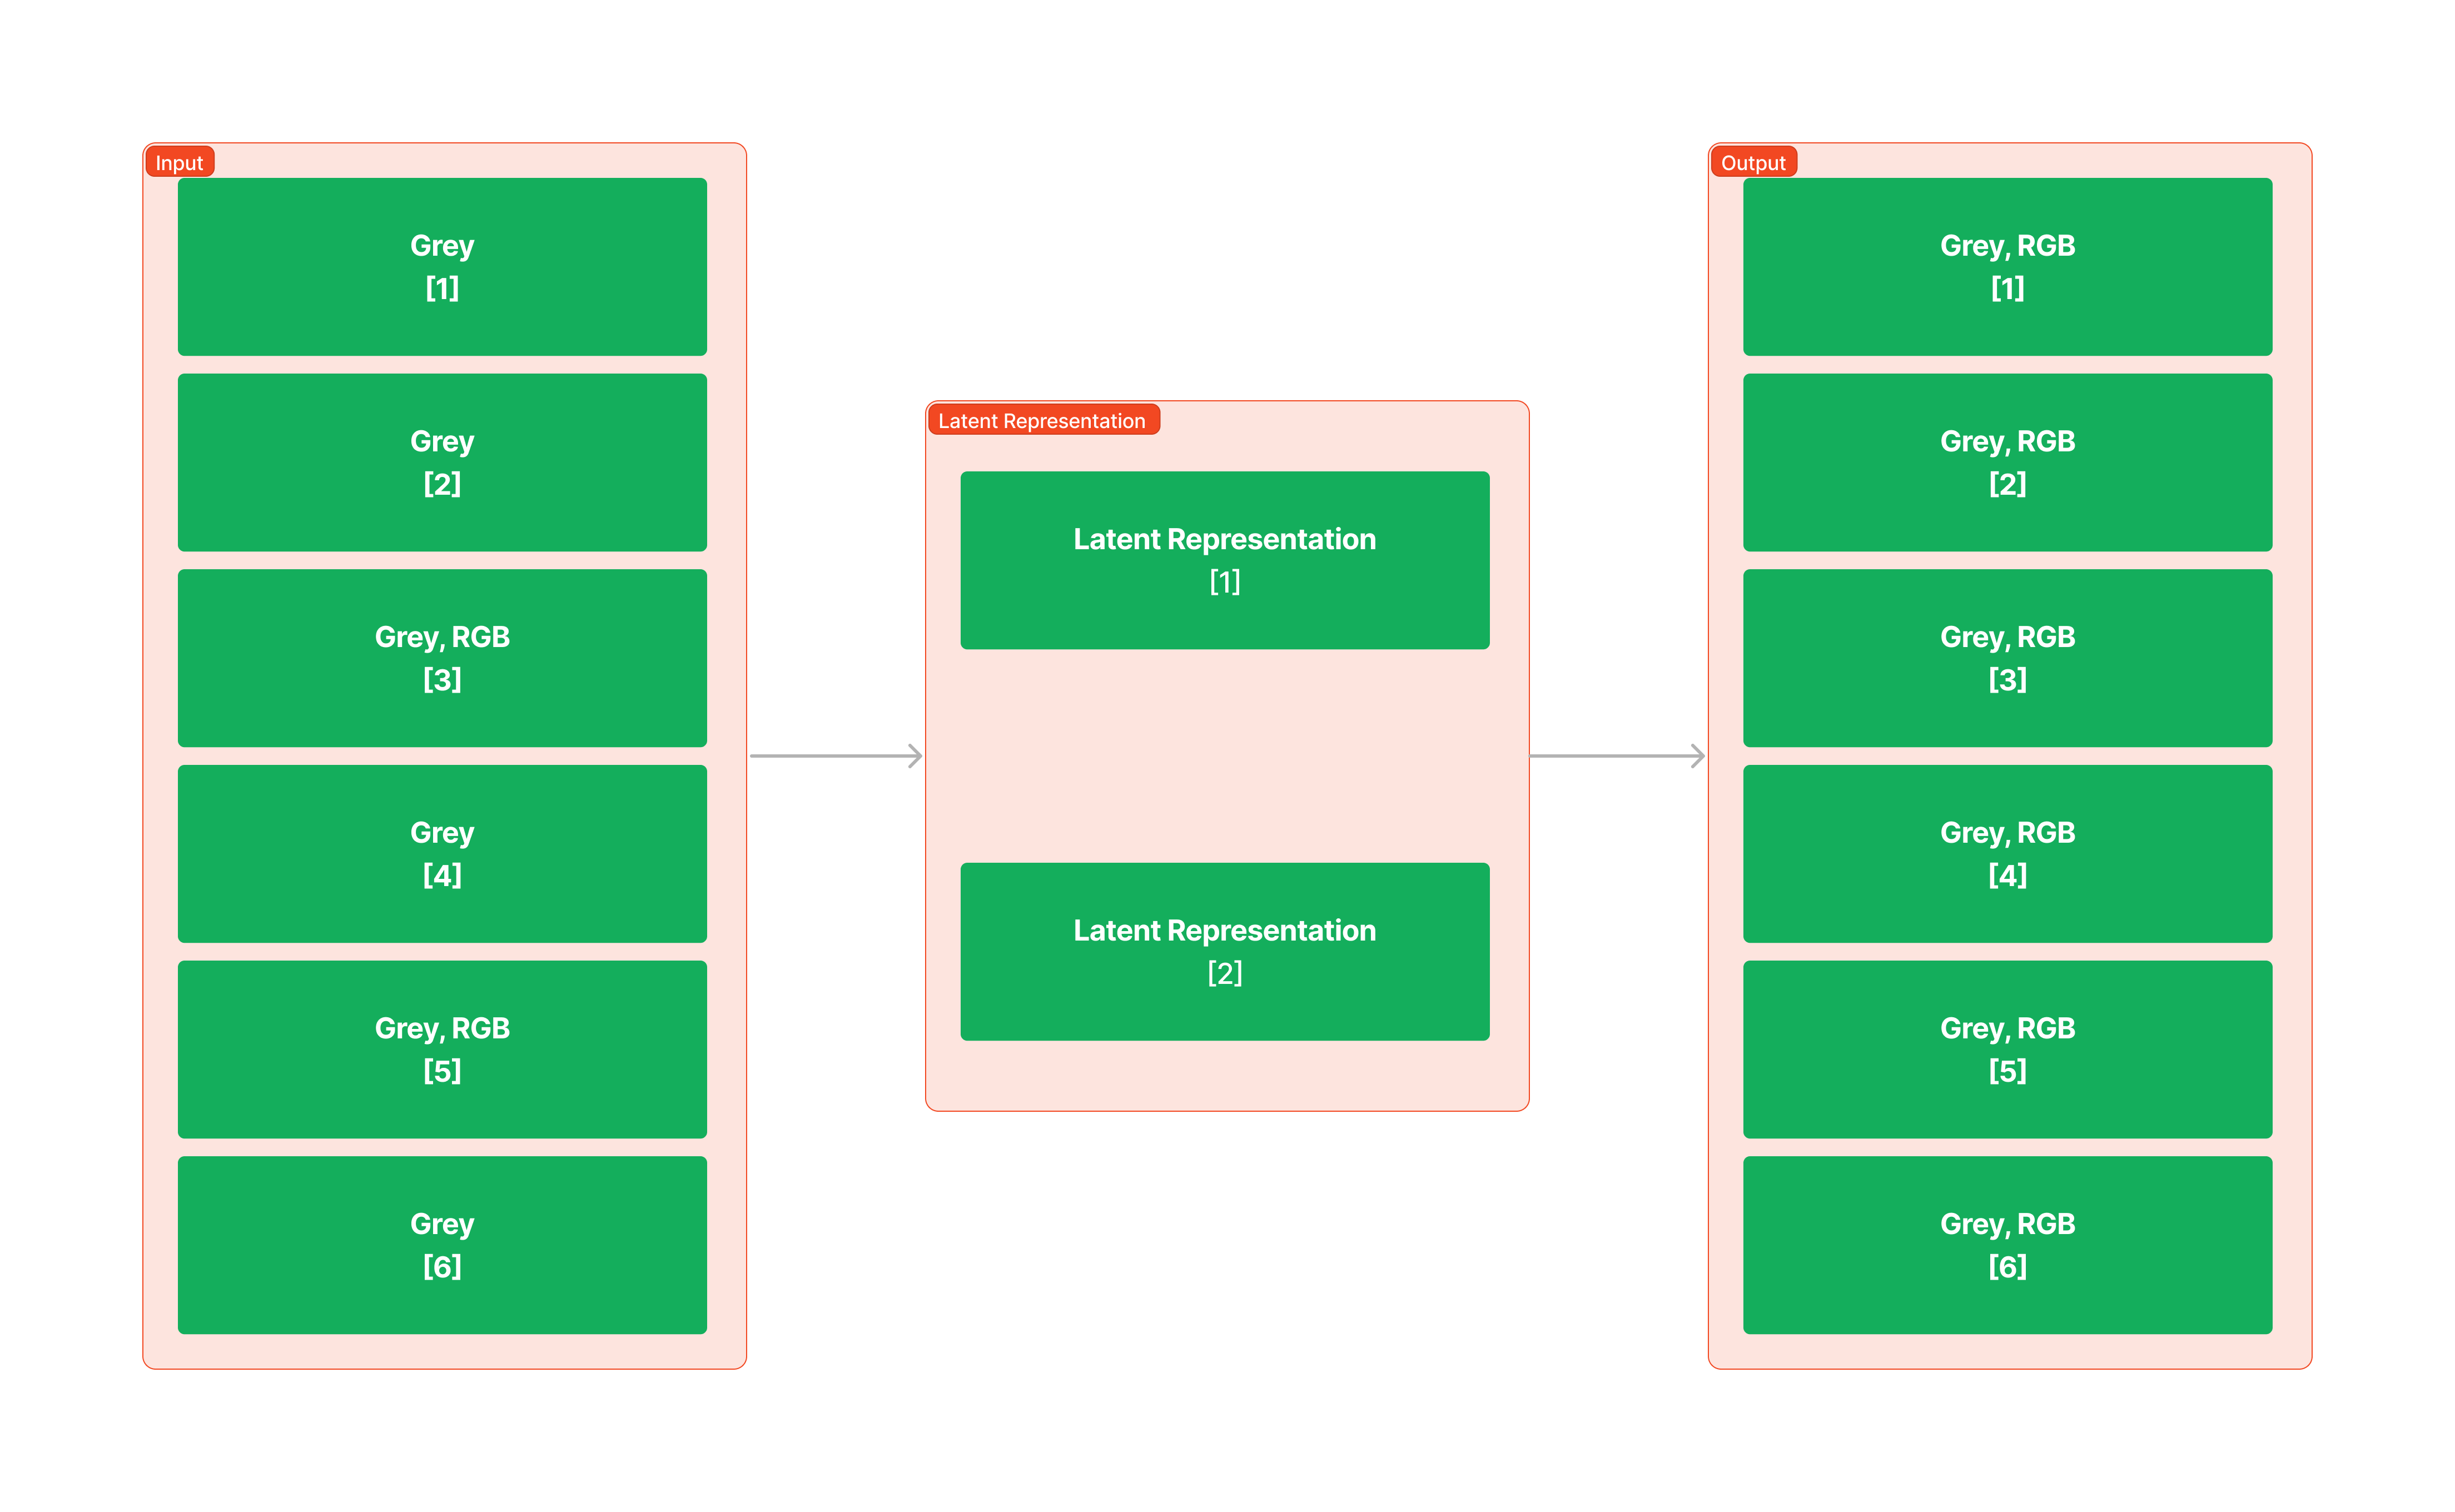 Input
Grey
[1]
Grey
[2]
Grey, RGB
[3]
Grey
[4]
Grey, RGB
[5]
Grey
[6]
Latent Representation
Latent Representation
[1]
Latent Representation
[2]
Output
Grey, RGB
[1]
Grey, RGB
[2]
Grey, RGB
[3]
Grey, RGB
[4]
Grey, RGB
[5]
Grey, RGB
[6]